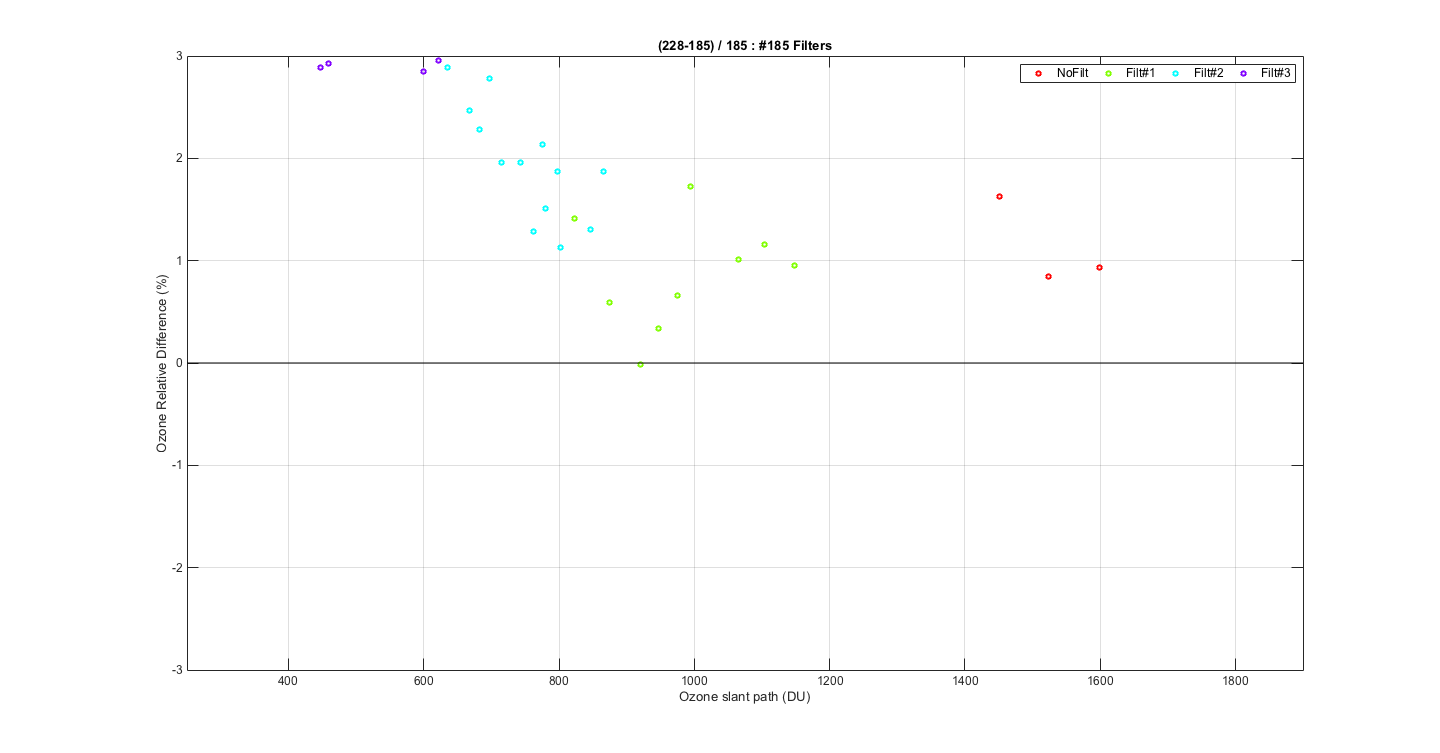 (228-185) / 185 : #185 Filters
NoFilt Filt#1 Filt#2 Filt#3
3
2
1
0
-1
-2
-3
Ozone Relative Difference (%)
400 600 800 1000 1200 1400 1600 1800
Ozone slant path (DU)